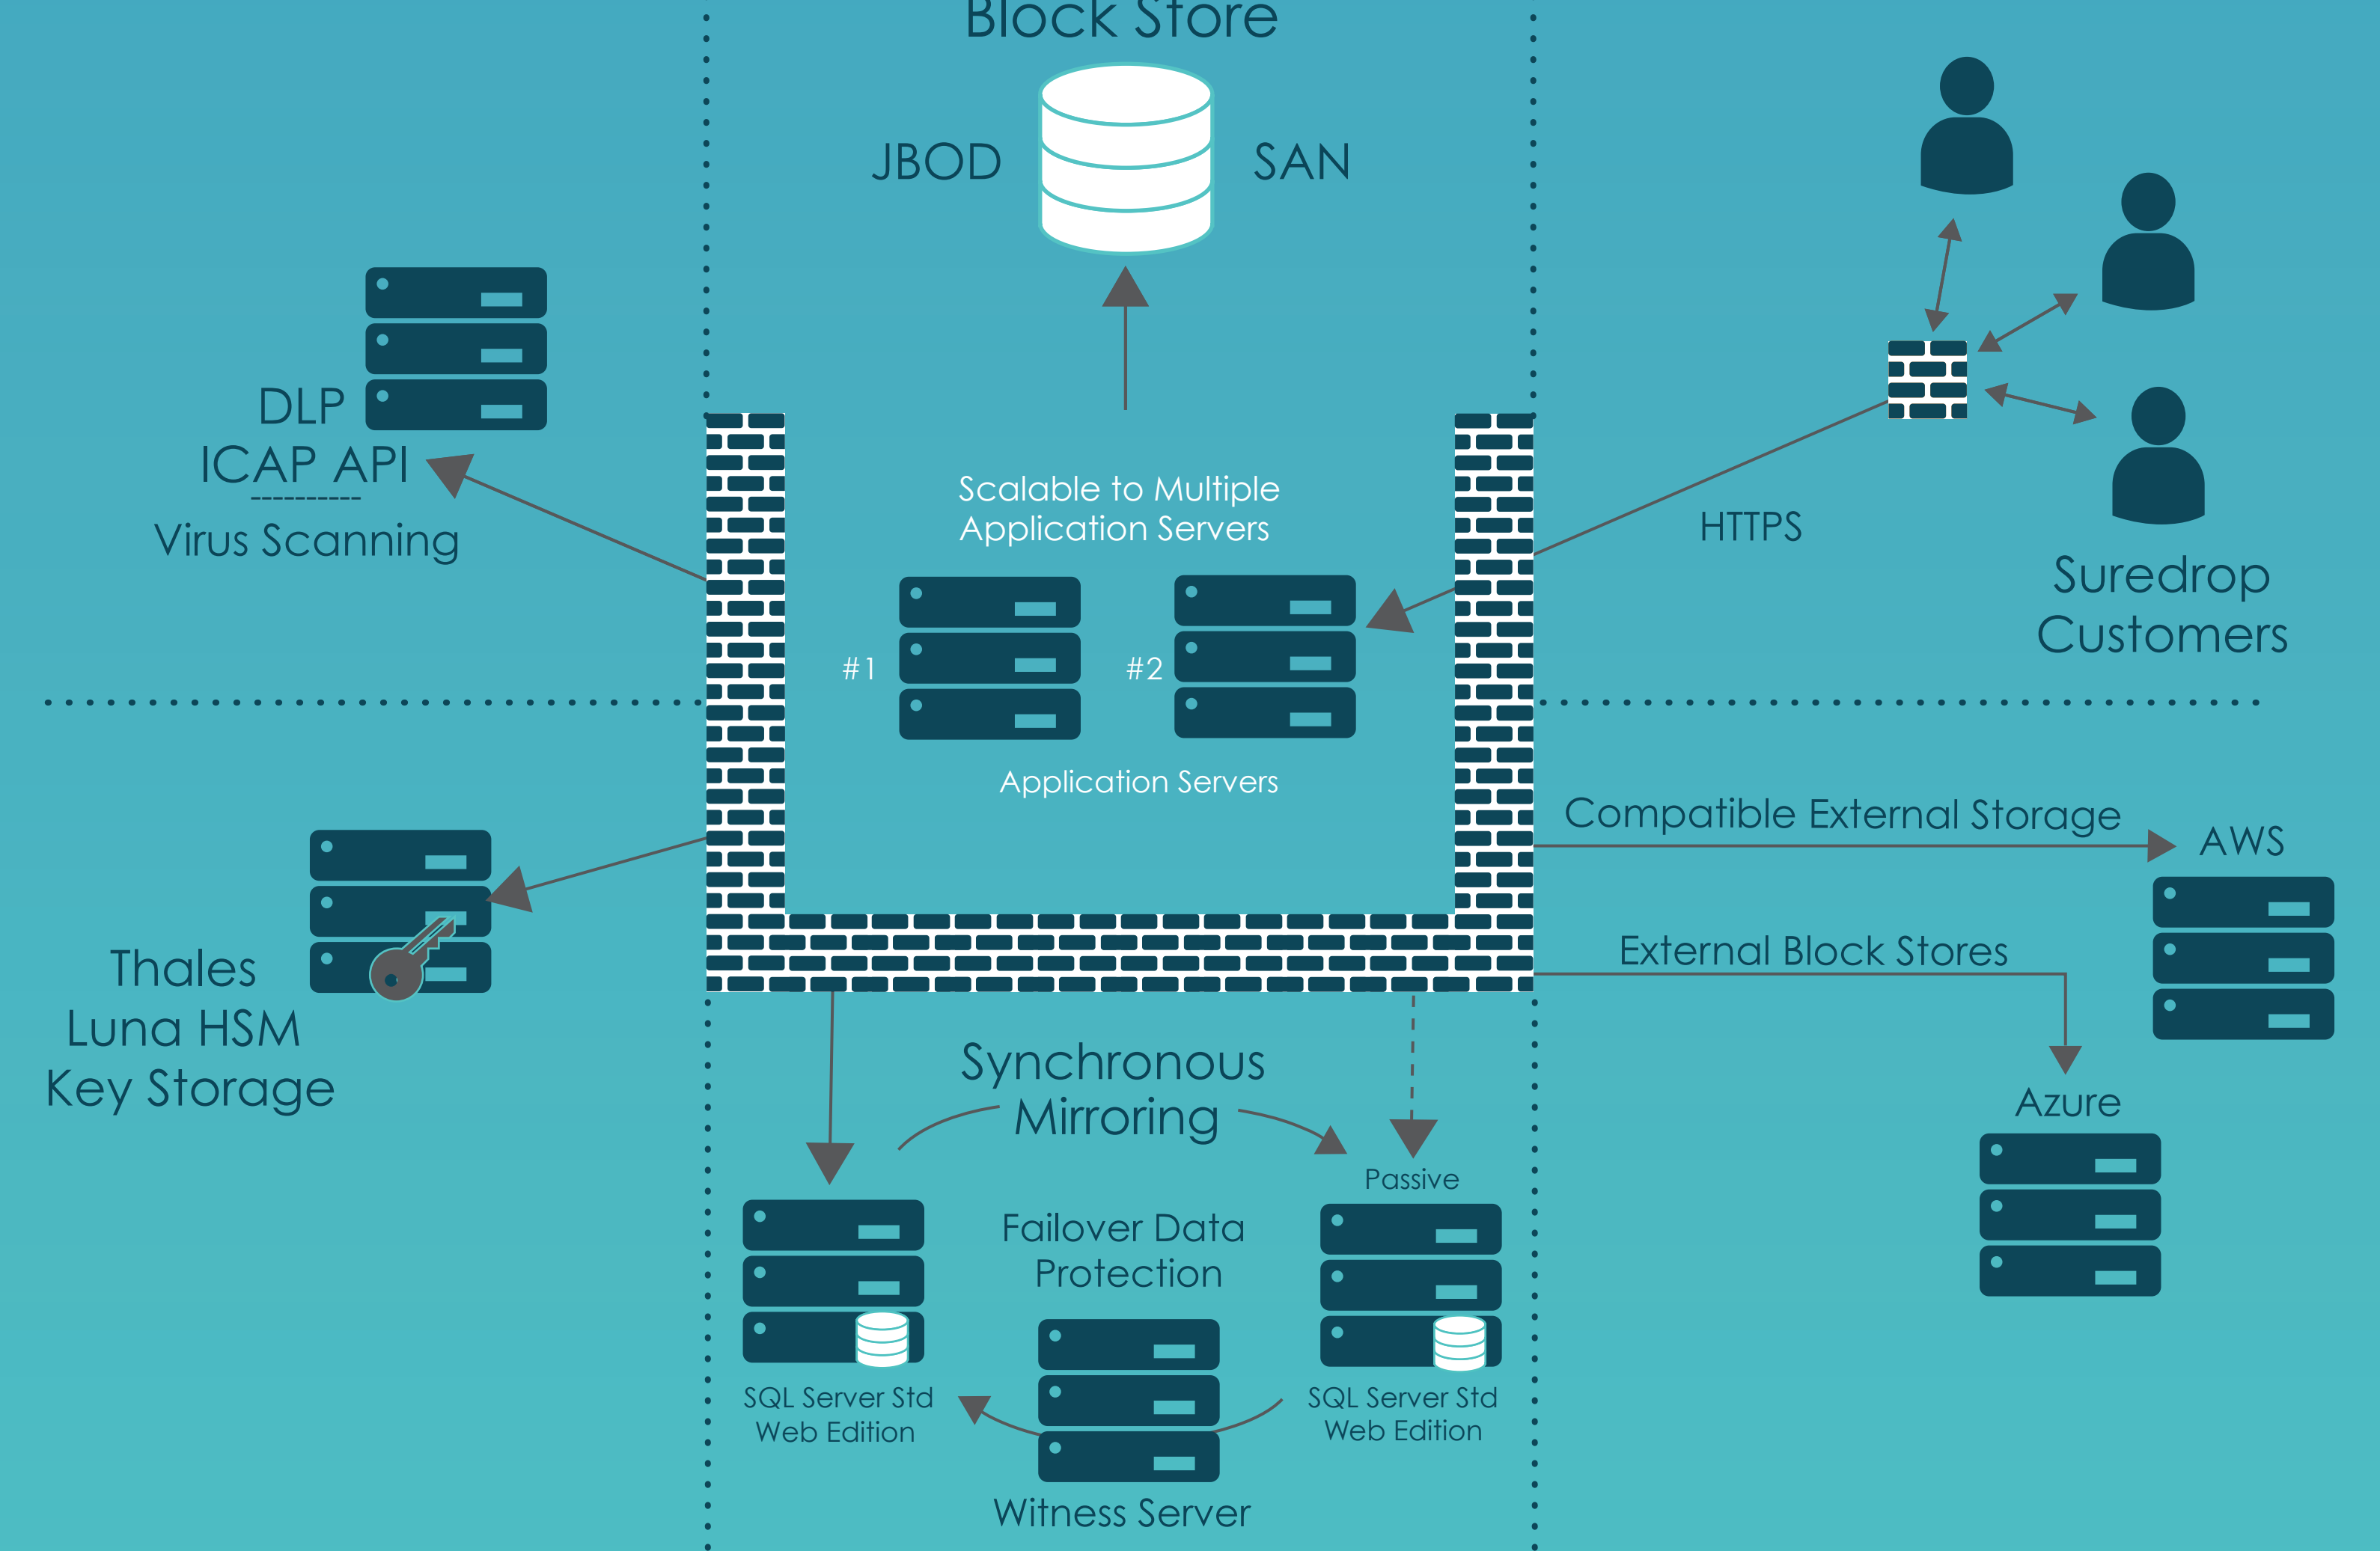 Block Store
JBOD
SAN
DLP
ICAP API
----------
Virus Scanning
Scalable to Multiple
Application Servers
#1
#2
Application Servers
HTTPS
Suredrop
Customers
Thales
Luna HSM
Key Storage
Compatible External Storage
AWS
External Block Stores
Azure
Synchronous
Mirroring
Passive
Failover Data
Protection
SQL Server Std
Web Edition
SQL Server Std
Web Edition
Witness Server